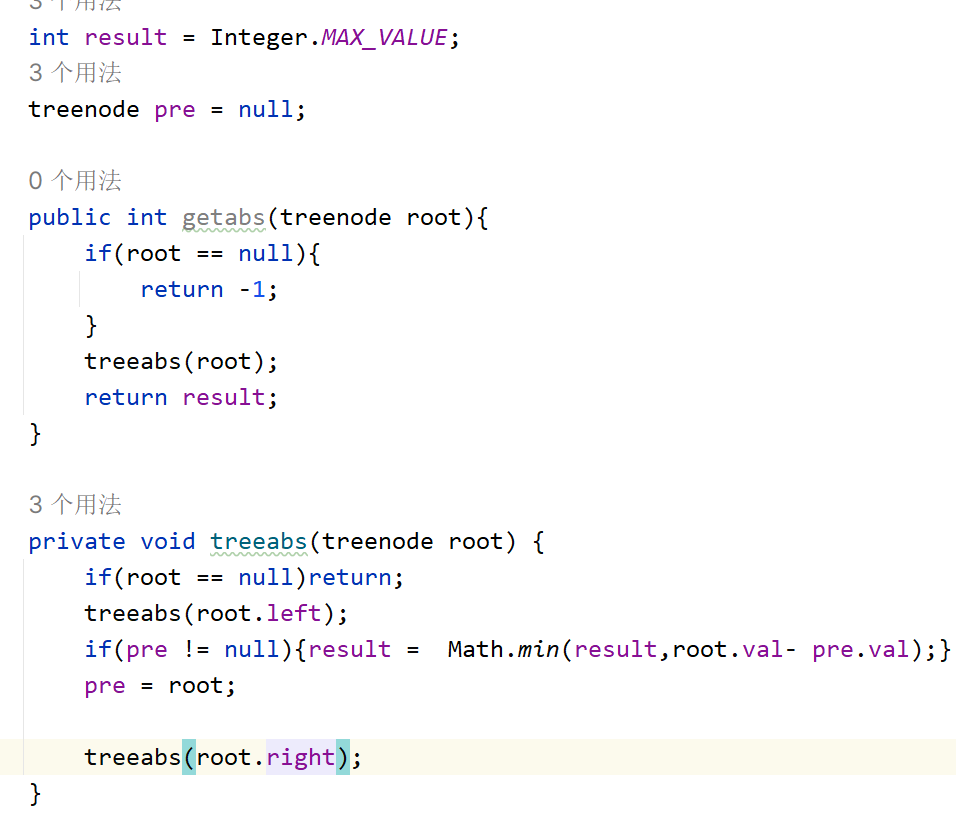 3 个用法
int result = Integer.MAX_VALUE;
3 个用法
treenode pre = null;
0 个用法
public int getabs(treenode root){
if(root == null){
return -1;
}
treeabs(root);
return result;
}
3 个用法
private void treeabs(treenode root) {
if(root == null)return;
treeabs(root.left);
if(pre != null){result =  Math.min(result,root.val- pre.val);}
pre = root;
treeabs(root.right);
}